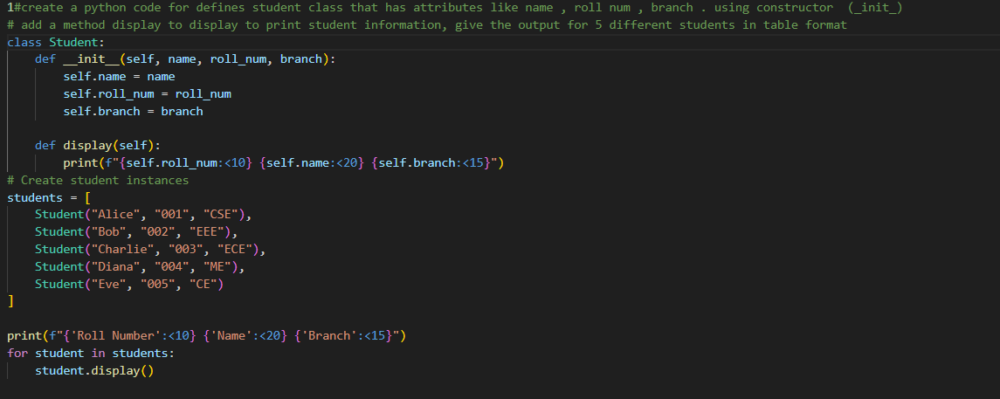 1#create a python code for defines student class that has attributes like name , roll num , branch . using constructor  (_init_)
# add a method display to display to print student information, give the output for 5 different students in table format
class Student:
    def __init__(self, name, roll_num, branch):
        self.name = name
        self.roll_num = roll_num
        self.branch = branch

    def display(self):
        print(f"{self.roll_num:<10} {self.name:<20} {self.branch:<15}")
# Create student instances
students = [
    Student("Alice", "001", "CSE"),
    Student("Bob", "002", "EEE"),
    Student("Charlie", "003", "ECE"),
    Student("Diana", "004", "ME"),
    Student("Eve", "005", "CE")
]

print(f"{'Roll Number':<10} {'Name':<20} {'Branch':<15}")
for student in students:
    student.display()